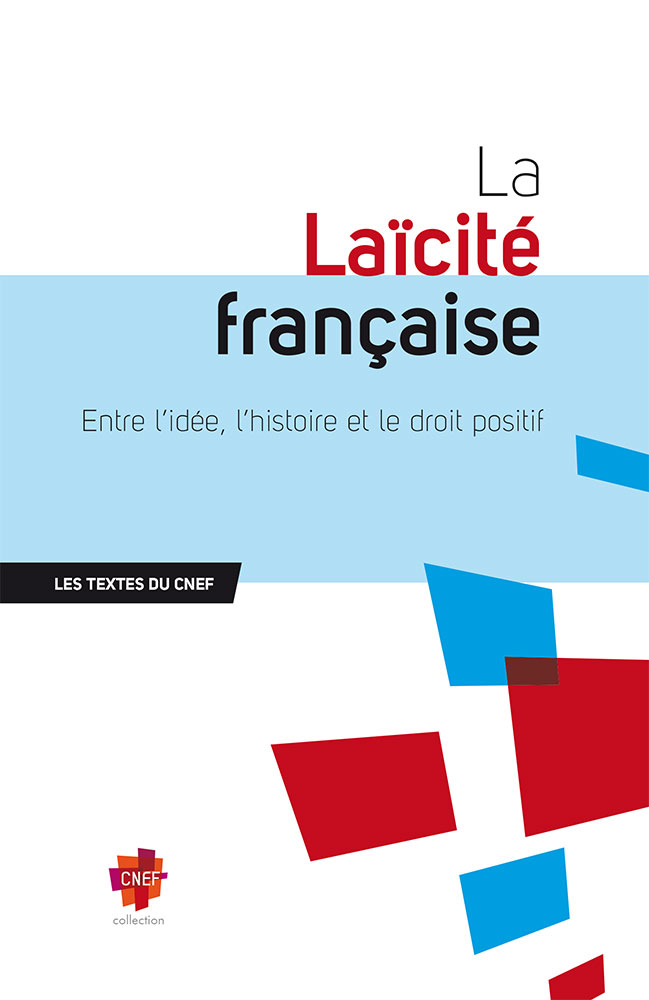 La
Laïcité
française
Entre l'idée, l'histoire et le droit positif
LES TEXTES DU CNEF
CNEF
collection